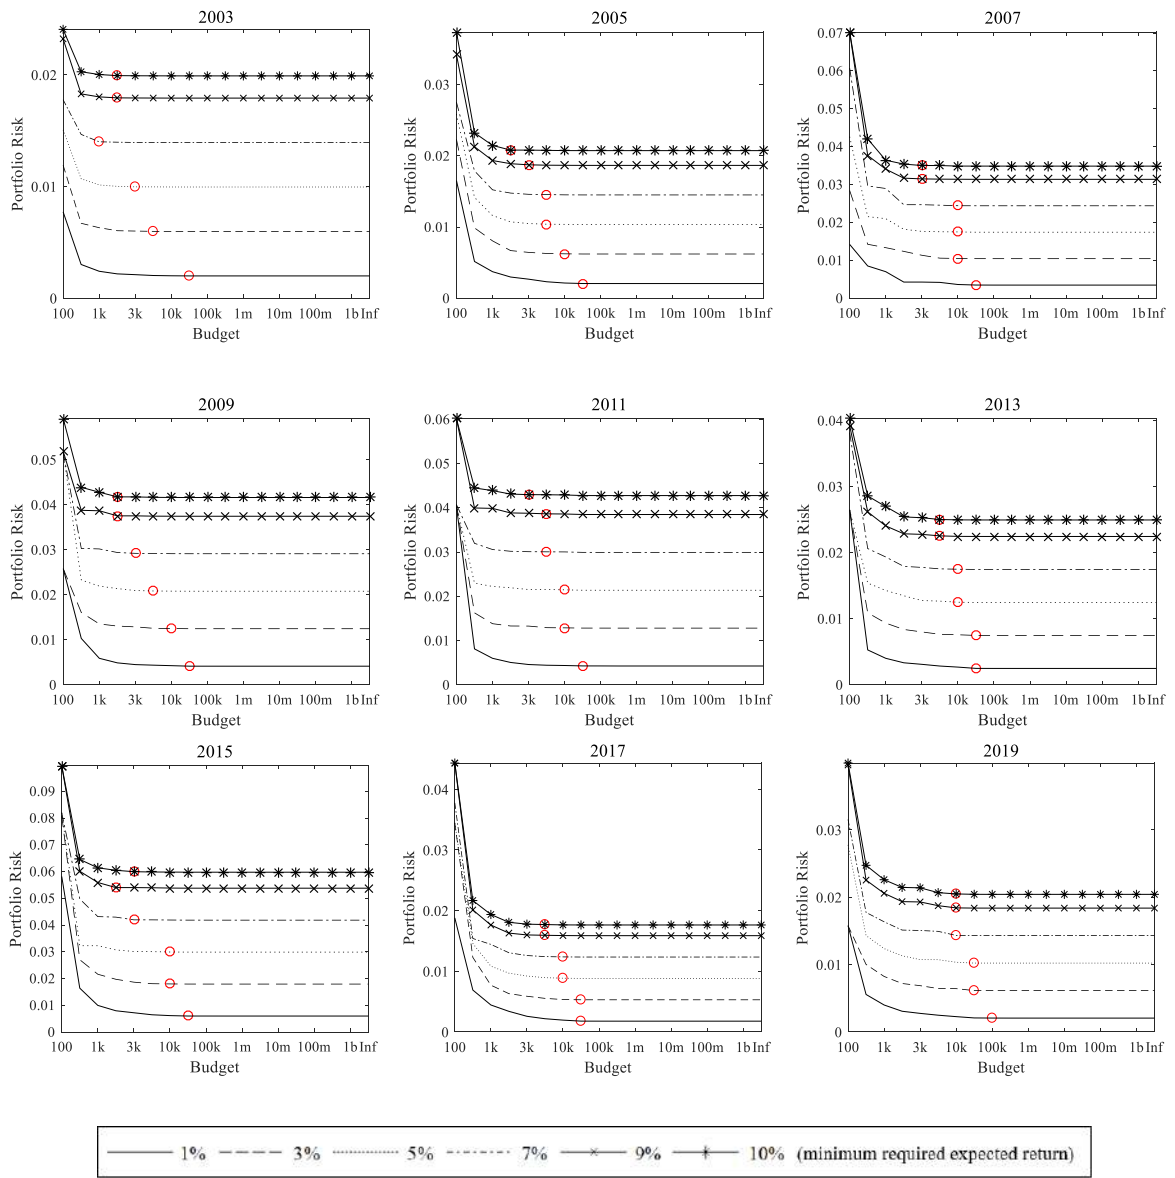 2003
Portfolio Risk
0.02
0.01
0
100 1k 3k 10k 100k 1m 10m 100m 1b Inf
Budget
2005
Portfolio Risk
0.03
0.02
0.01
0
100 1k 3k 10k 100k 1m 10m 100m 1b Inf
Budget
2007
Portfolio Risk
0.07
0.06
0.05
0.04
0.03
0.02
0.01
0
100 1k 3k 10k 100k 1m 10m 100m 1b Inf
Budget
2009
Portfolio Risk
0.05
0.04
0.03
0.02
0.01
0
100 1k 3k 10k 100k 1m 10m 100m 1b Inf
Budget
2011
Portfolio Risk
0.06
0.05
0.04
0.03
0.02
0.01
0
100 1k 3k 10k 100k 1m 10m 100m 1b Inf
Budget
2013
Portfolio Risk
0.04
0.03
0.02
0.01
0
100 1k 3k 10k 100k 1m 10m 100m 1b Inf
Budget
2015
Portfolio Risk
0.09
0.08
0.07
0.06
0.05
0.04
0.03
0.02
0.01
0
100 1k 3k 10k 100k 1m 10m 100m 1b Inf
Budget
2017
Portfolio Risk
0.04
0.03
0.02
0.01
0
100 1k 3k 10k 100k 1m 10m 100m 1b Inf
Budget
2019
Portfolio Risk
0.03
0.02
0.01
0
100 1k 3k 10k 100k 1m 10m 100m 1b Inf
Budget
1% 3% 5% 7% 9% 10% (minimum required expected return)